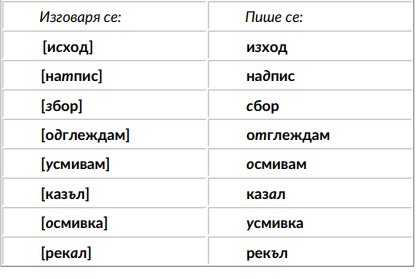 Изговаря се: Пише се:
[исход] изход
[натпис] надпис
[збор] сбор
[одглеждам] отглеждам
[усмивам] осмивам
[казъл] казал
[осмивка] усмивка
[рекал] рекъл